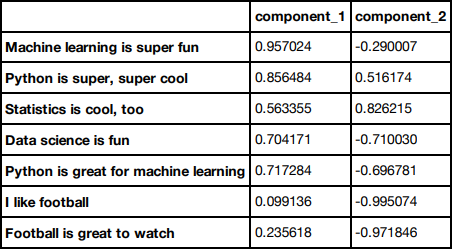 component_1 component_2
Machine learning is super fun 0.957024 -0.290007
Python is super, super cool 0.856484 0.516174
Statistics is cool, too 0.563355 0.826215
Data science is fun 0.704171 -0.710030
Python is great for machine learning 0.717284 -0.696781
I like football 0.099136 -0.995074
Football is great to watch 0.235618 -0.971846